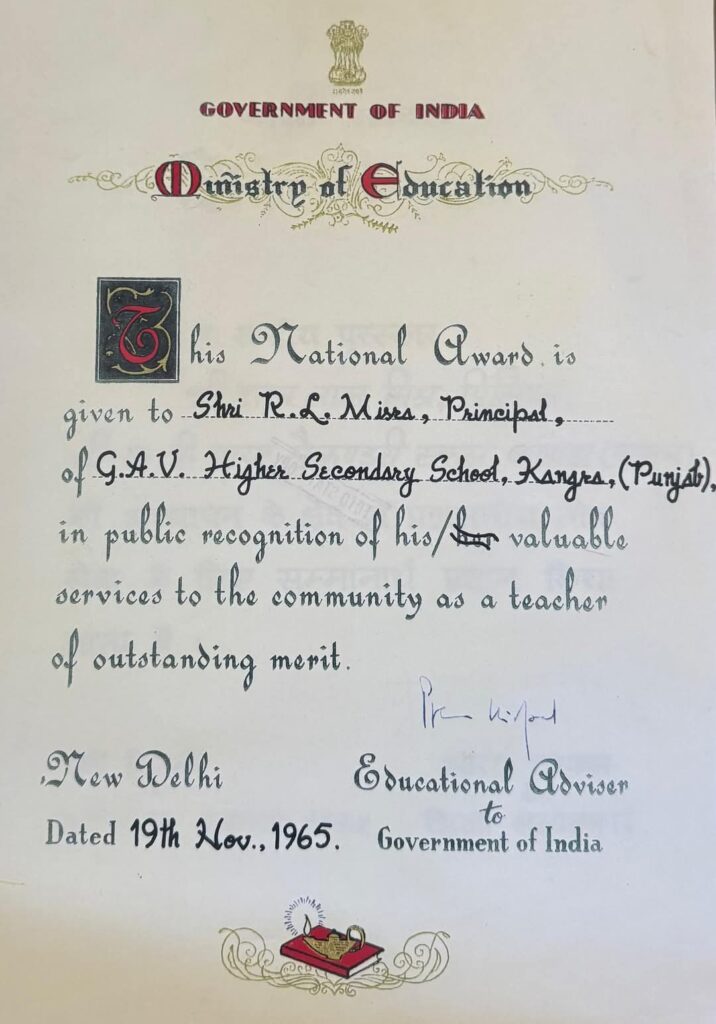 GOVERNMENT OF INDIA
Ministry of Education
This National Award is
given to Shri R.L. Misra, Principal,
of G.A.V. Higher Secondary School, Kangra, (Punjab),
in public recognition of his/her valuable
services to the community as a teacher
of outstanding merit.
New Delhi
Educational Adviser
to
Dated 19th Nov., 1965.
Government of India